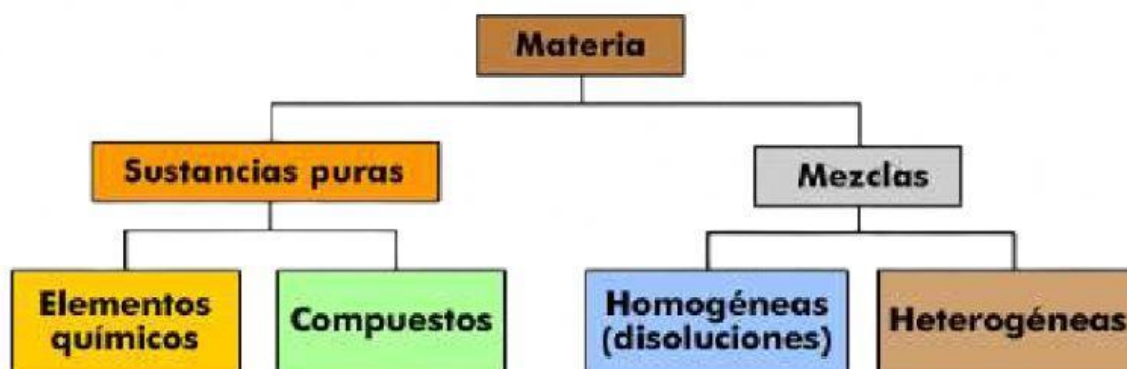 Materia
Sustancias puras
Mezclas
Elementos
químicos
Compuestos
Homogéneas
(disoluciones)
Heterogéneas